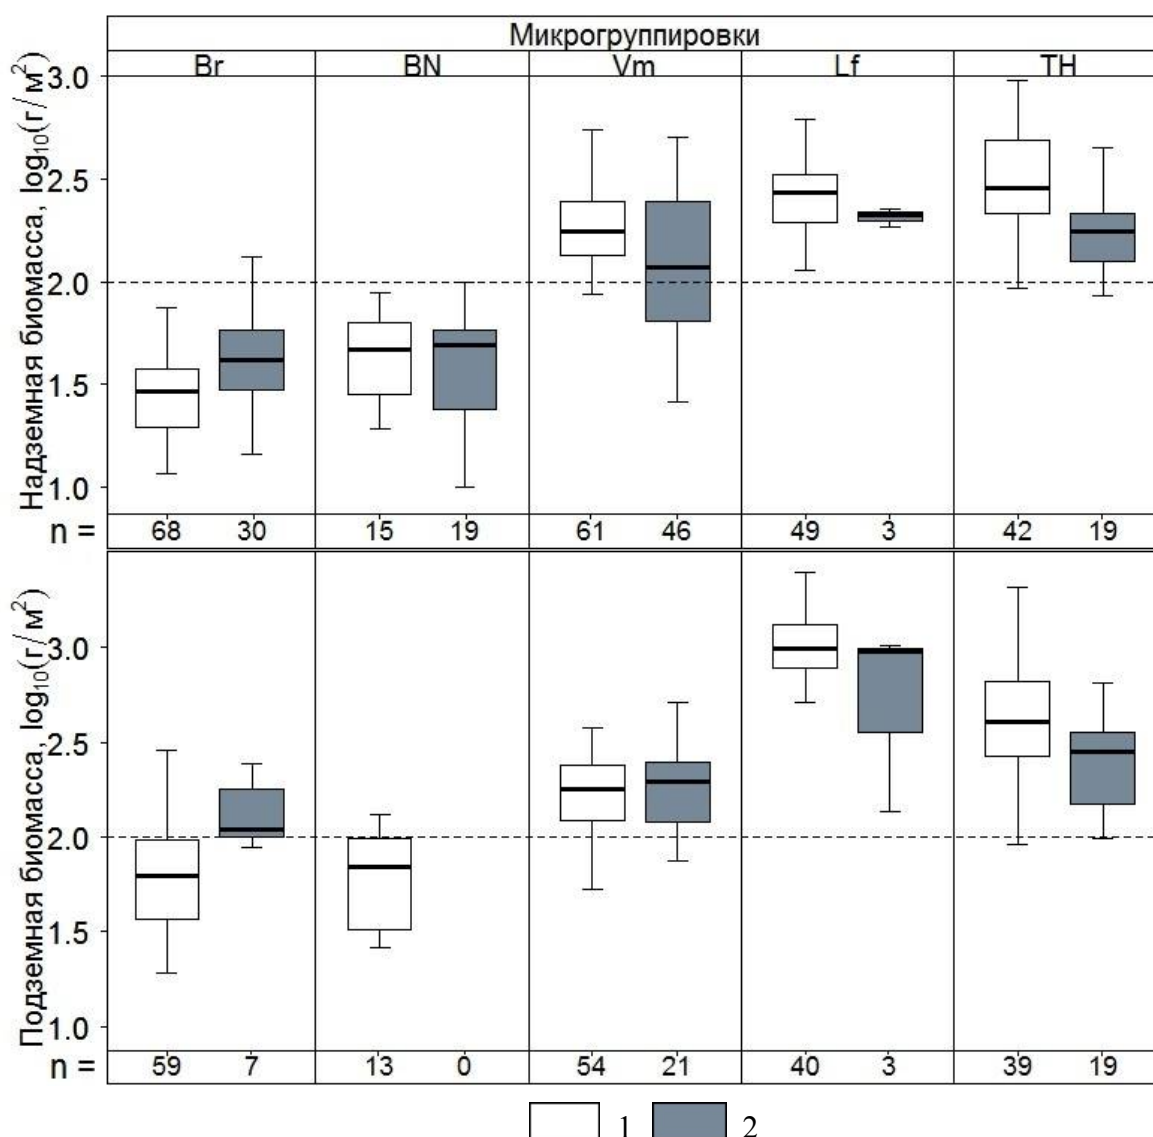 Микрогруппировки
Br BN Vm Lf TH
Надземная биомасса, log₁₀(г/м²)
3.0
2.5
2.0
1.5
1.0
n = 68 30 15 19 61 46 49 3 42 19
Подземная биомасса, log₁₀(г/м²)
3.0
2.5
2.0
1.5
1.0
n = 59 7 13 0 54 21 40 3 39 19
1 2